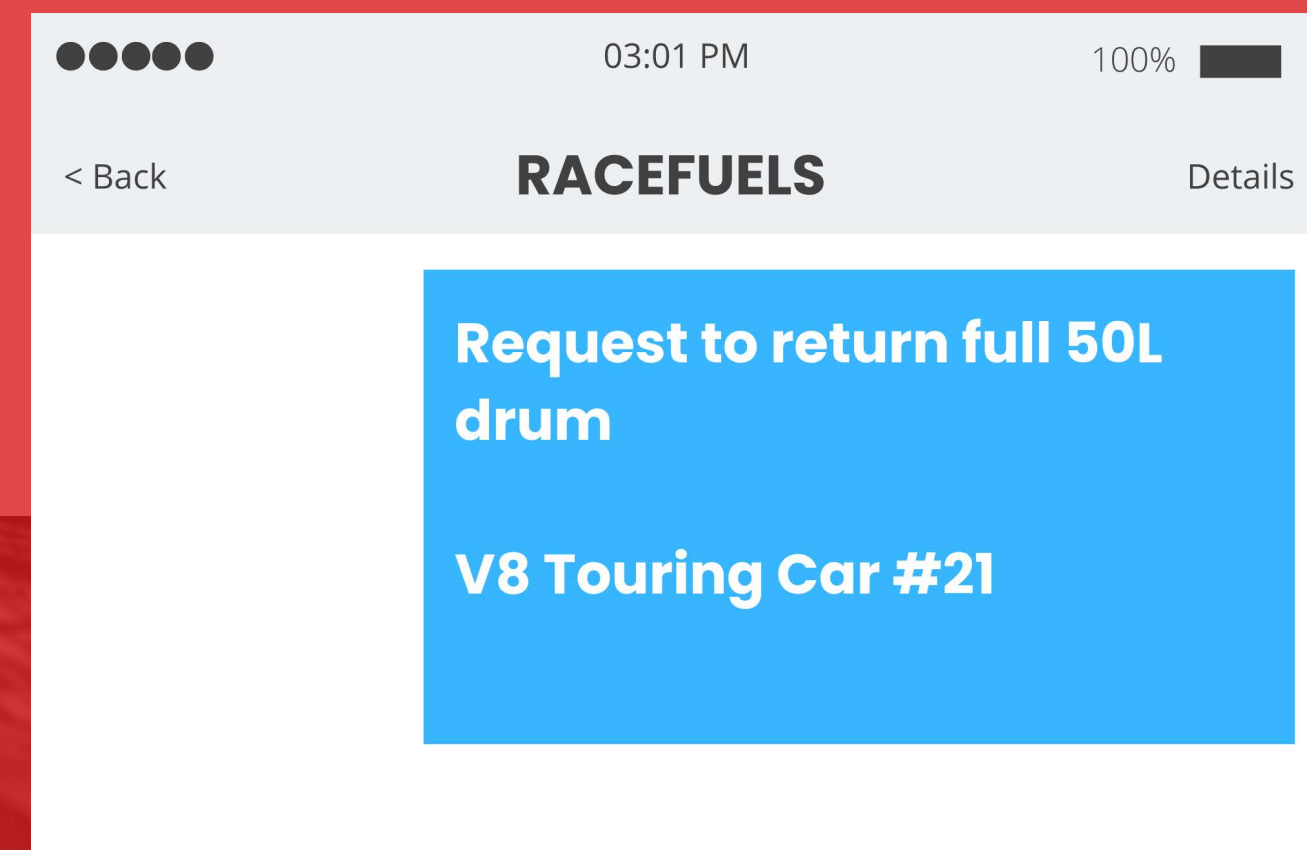 03:01 PM
100%
< Back
RACEFUELS
Details
Request to return full 50L
drum
V8 Touring Car #21